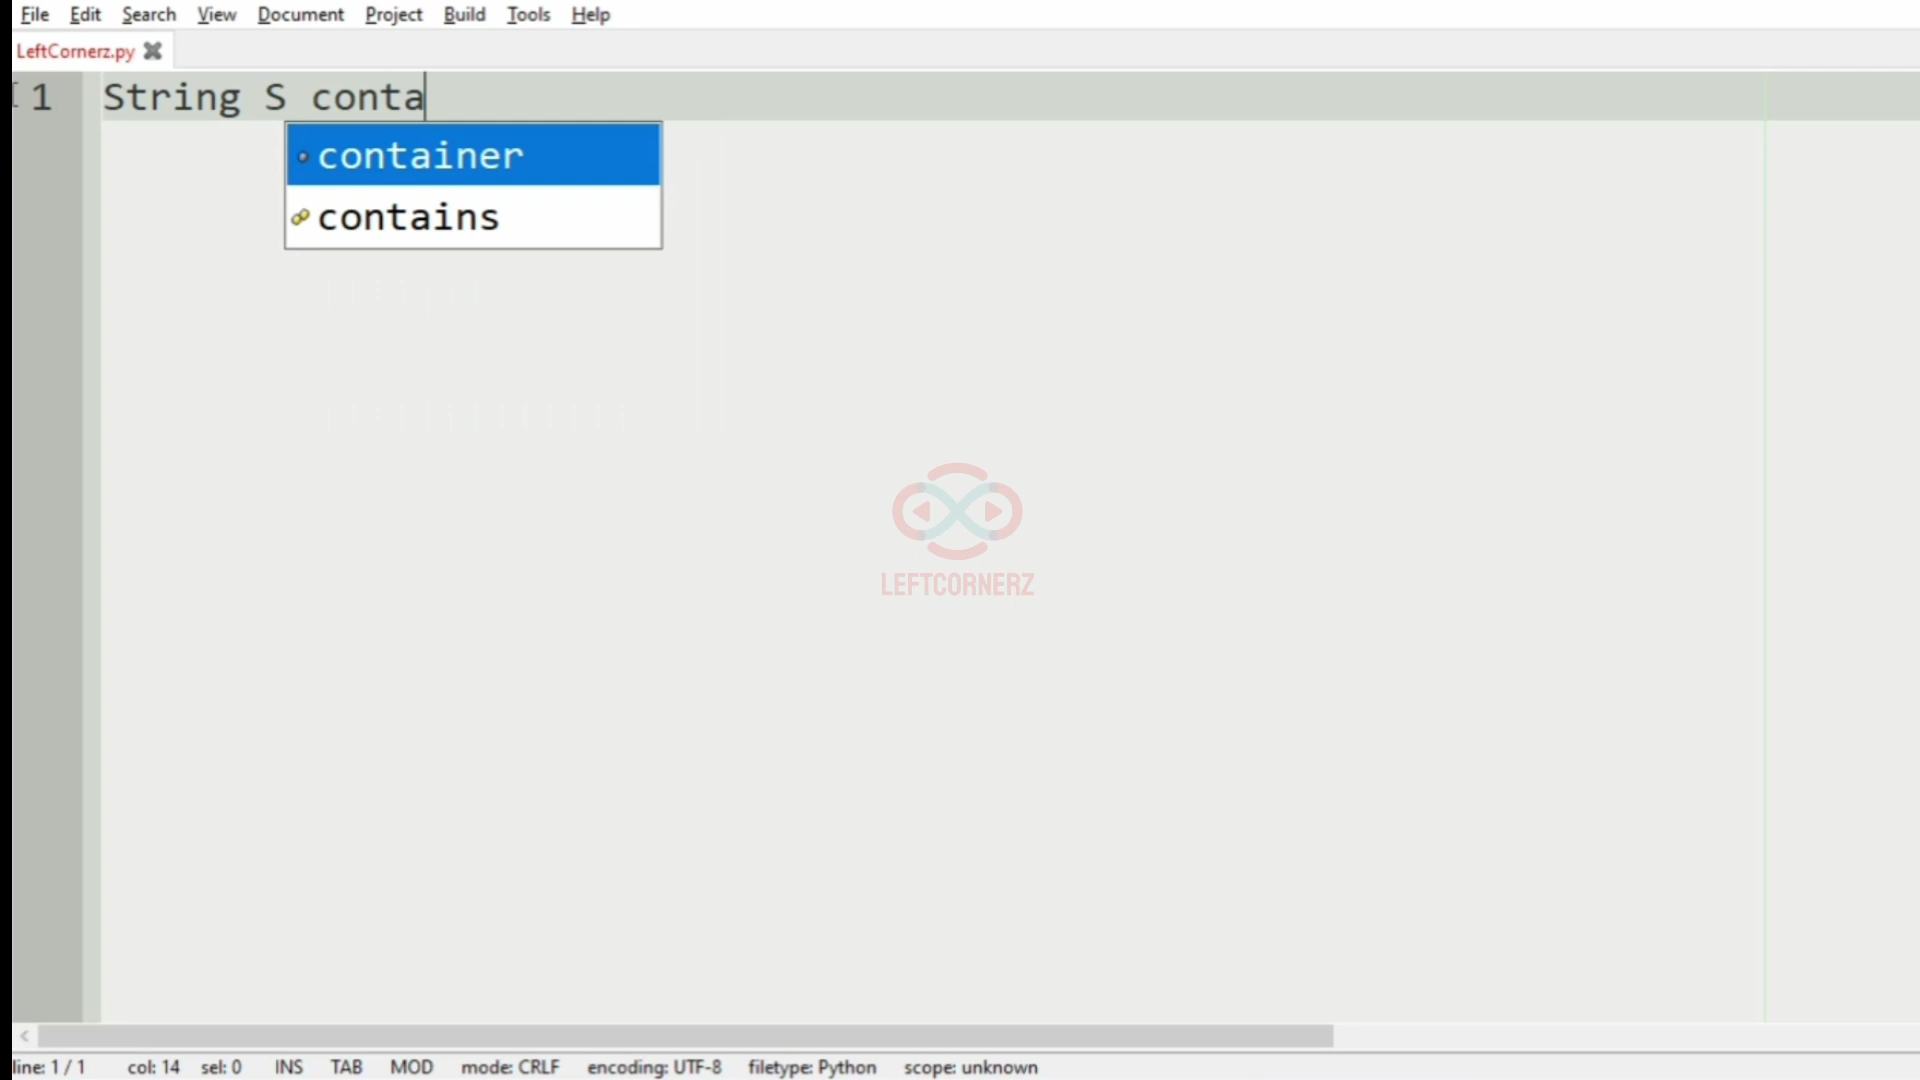 File Edit Search View Document Project Build Tools Help
LeftCornerz.py
1 String S conta
container
contains
LEFTCORNERZ
line: 1 / 1 col: 14 sel: 0 INS TAB MOD mode: CRLF encoding: UTF-8 filetype: Python scope: unknown